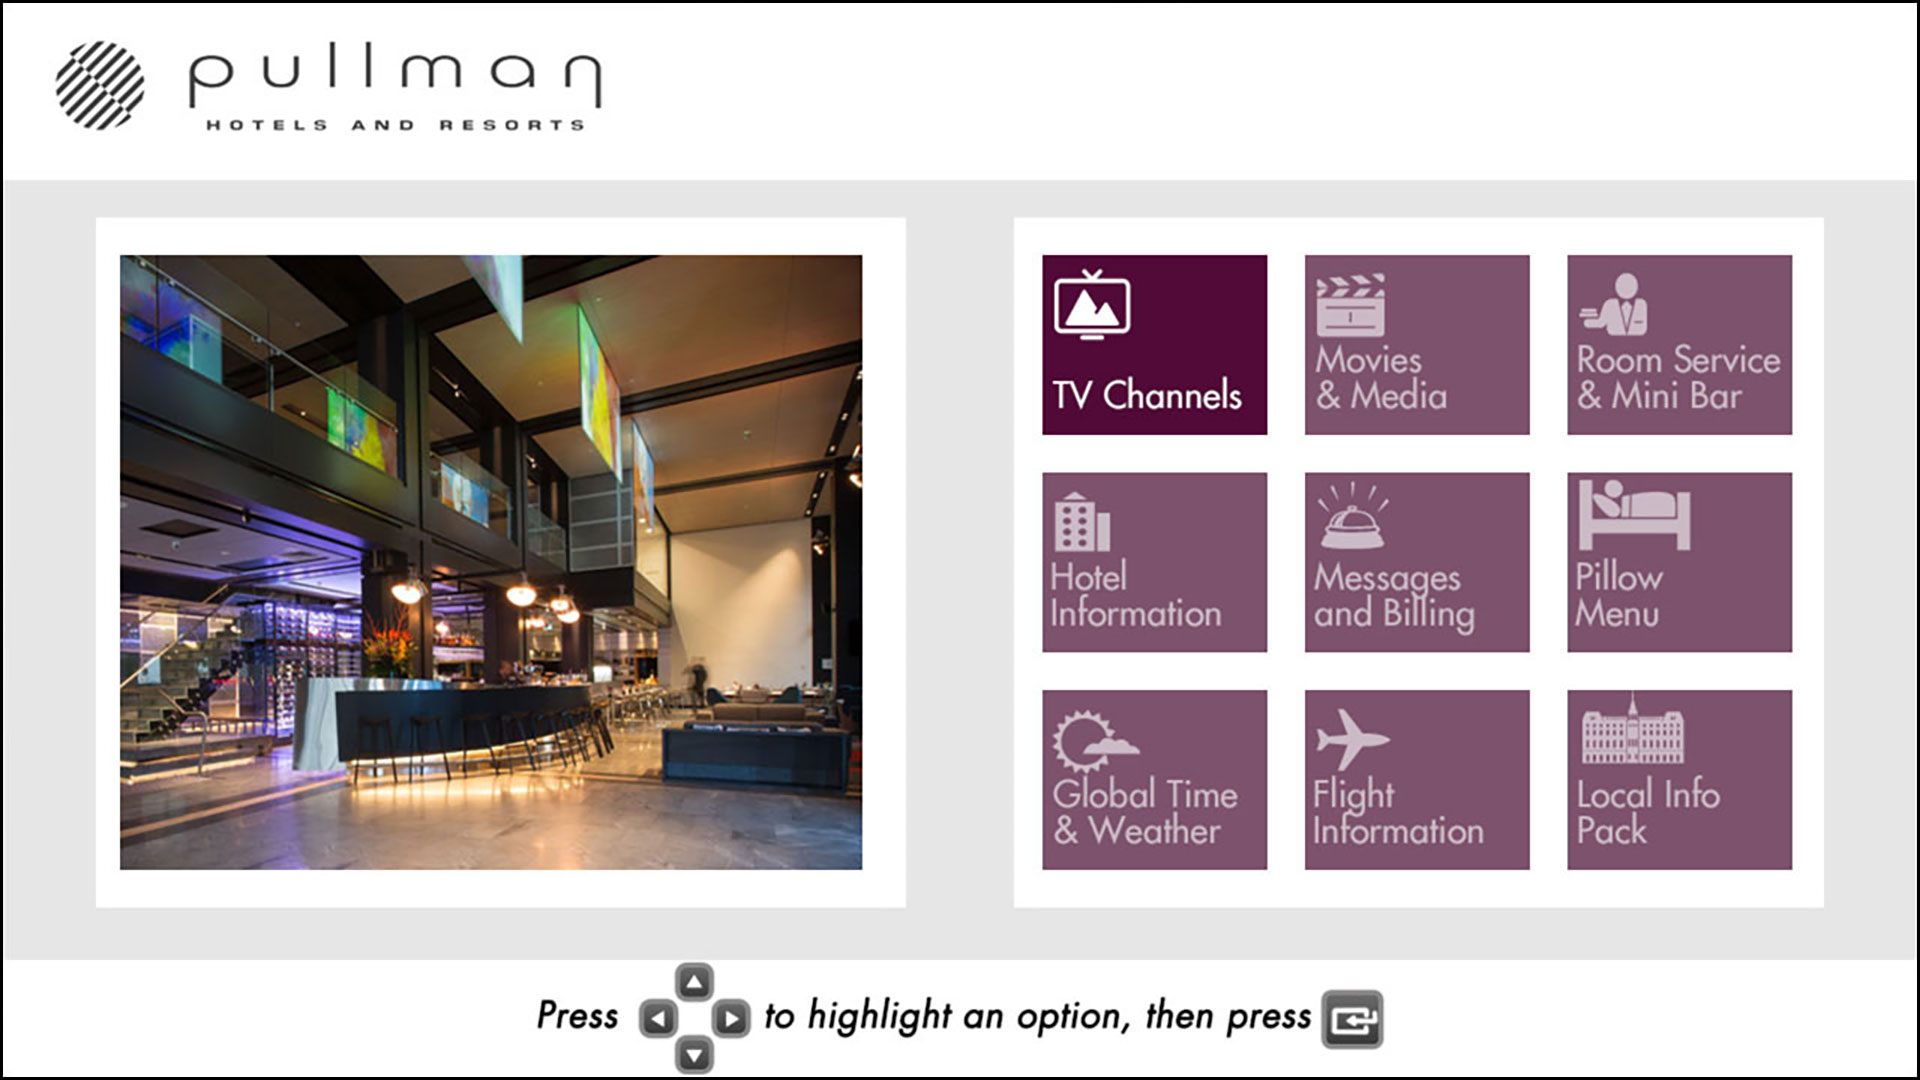 pullman
HOTELS AND RESORTS
TV Channels
Movies
& Media
Room Service
& Mini Bar
Hotel
Information
Messages
and Billing
Pillow
Menu
Global Time
& Weather
Flight
Information
Local Info
Pack
Press to highlight an option, then press